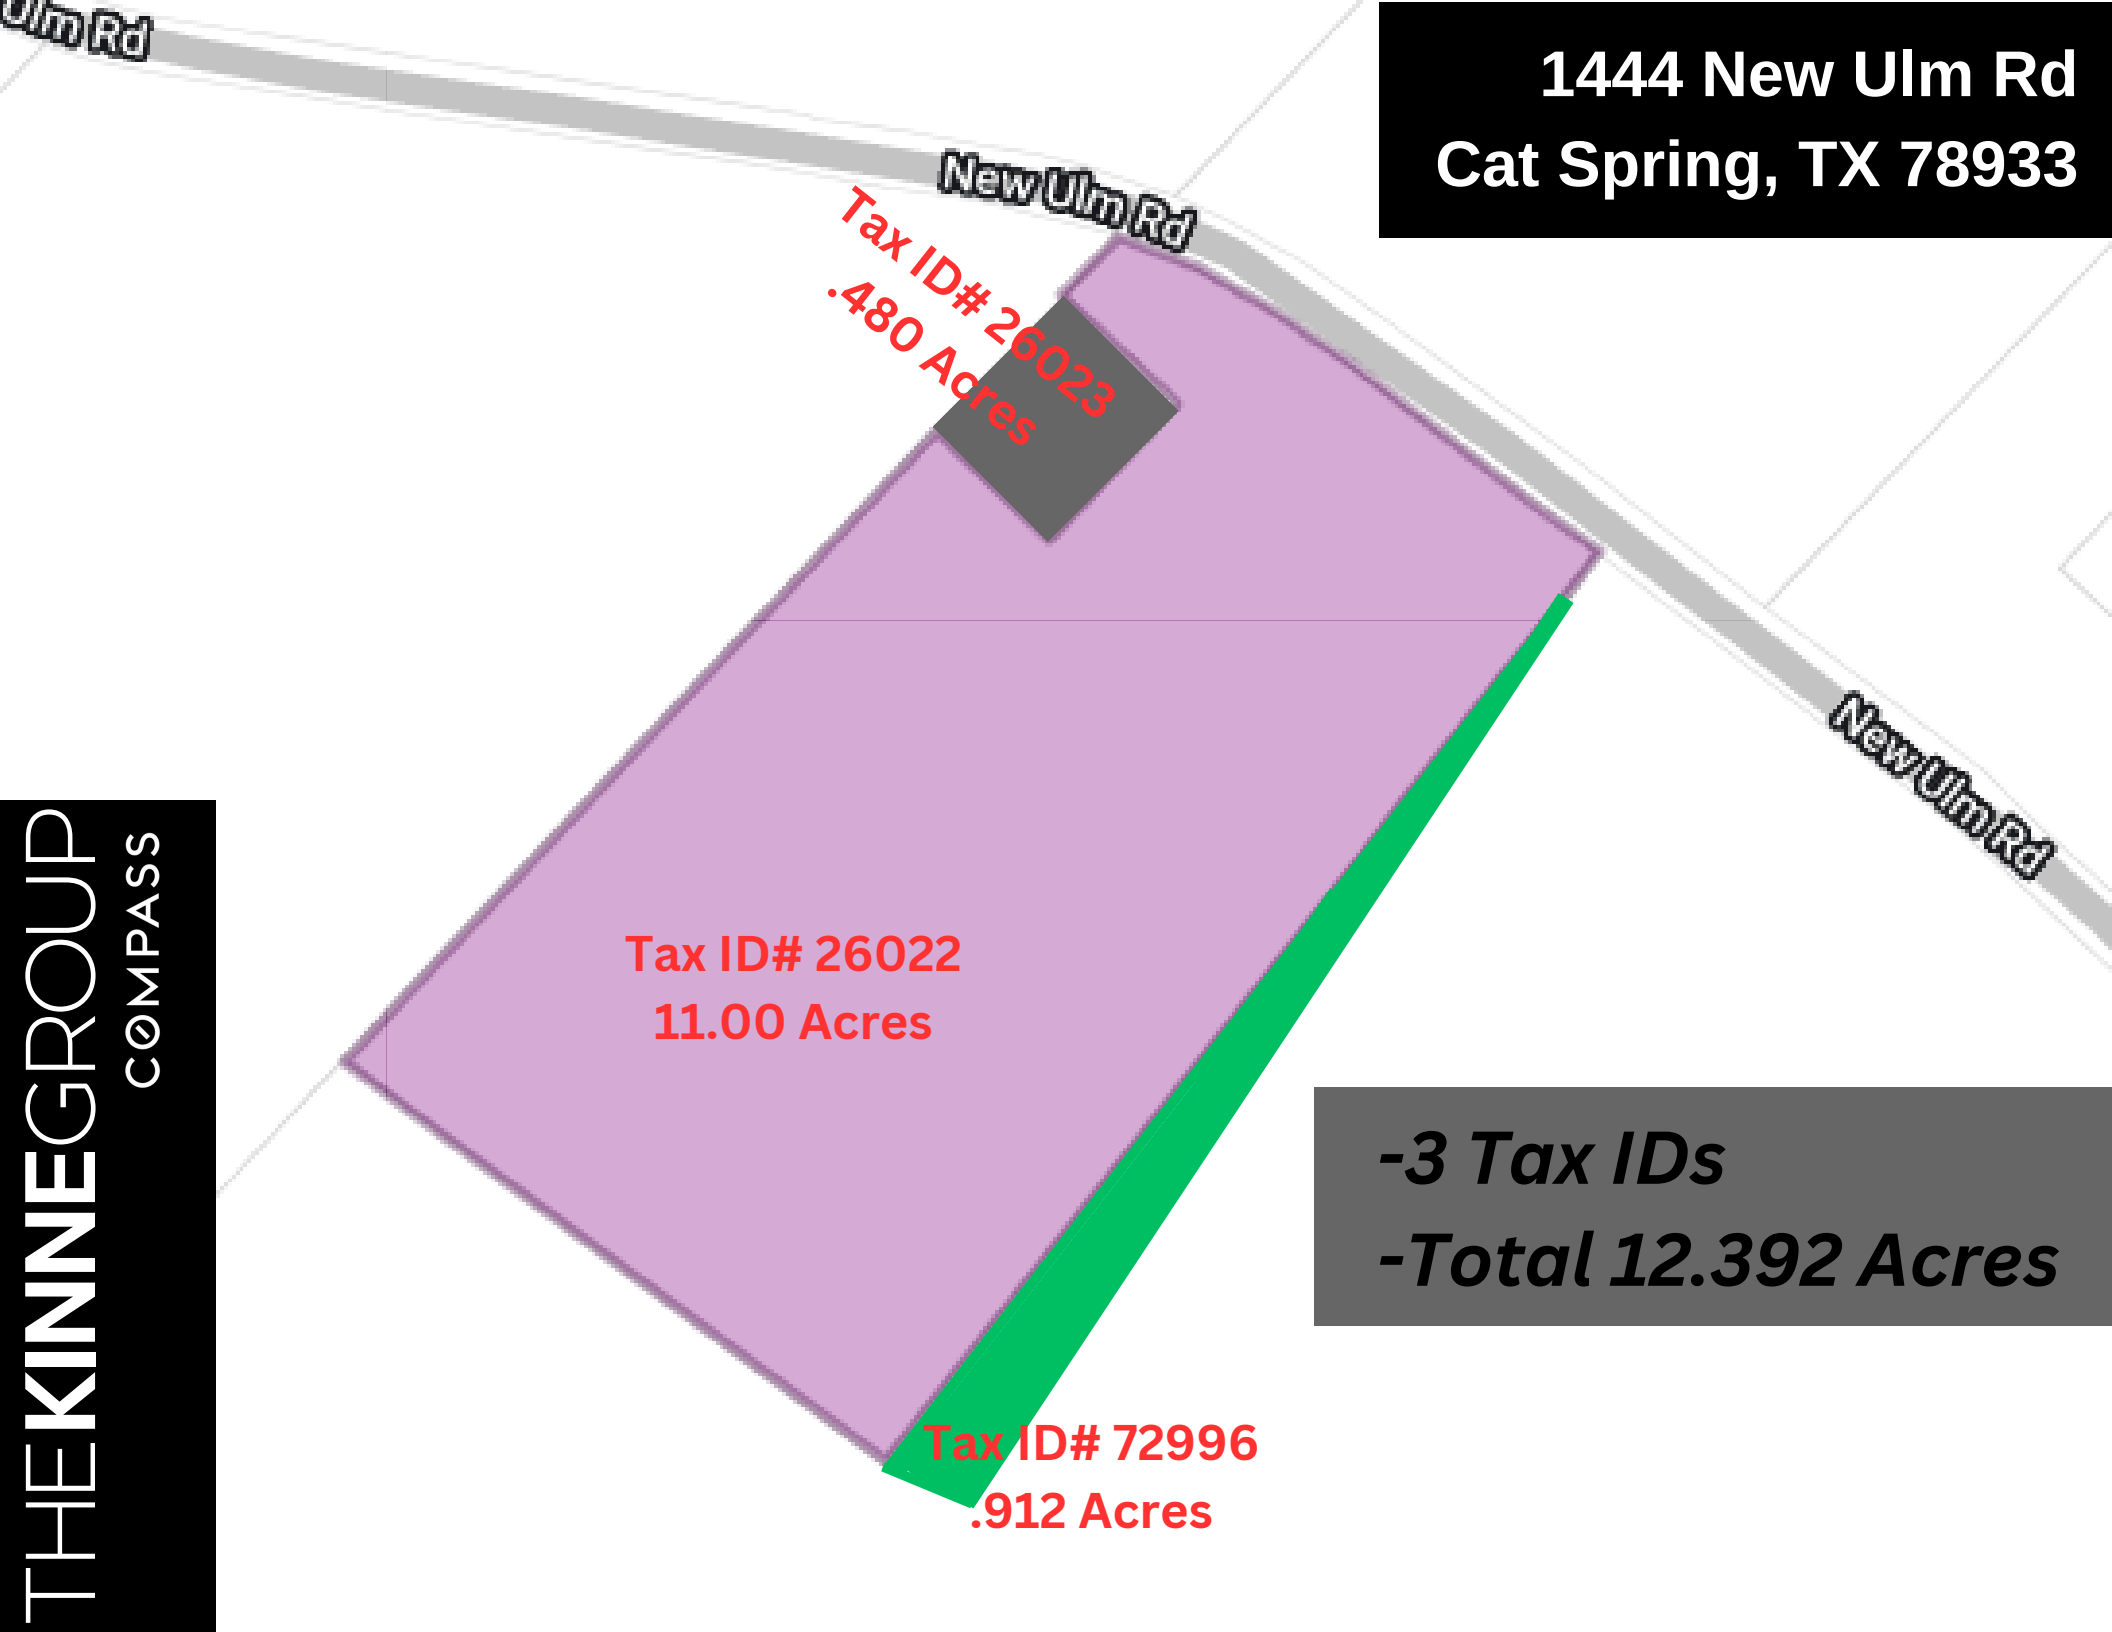 Ulm Rd
1444 New Ulm Rd
Cat Spring, TX 78933
New Ulm Rd
Tax ID# 26023
.480 Acres
New Ulm Rd
Tax ID# 26022
11.00 Acres
-3 Tax IDs
-Total 12.392 Acres
Tax ID# 72996
.912 Acres
THEKINNEGROUP
COMPASS